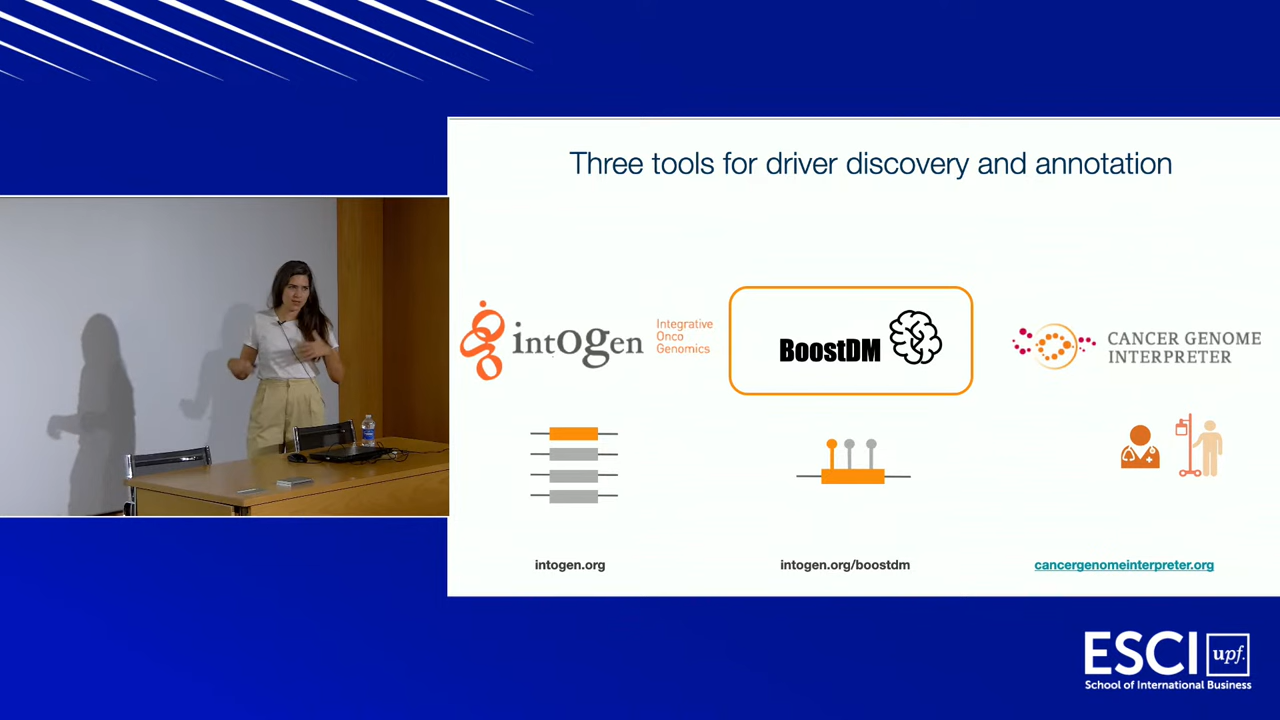 Three tools for driver discovery and annotation
intOgen
Integrative
Onco
Genomics
BoostDM
CANCER GENOME
INTERPRETER
intogen.org
intogen.org/boostdm
cancergenomeinterpreter.org
ESCI upf.
School of International Business